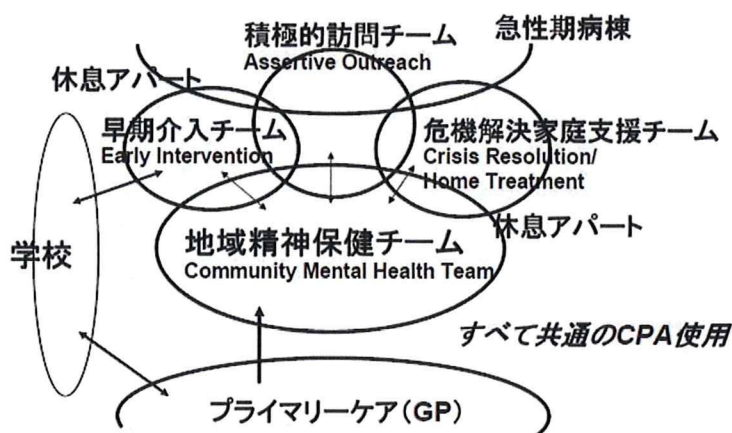 積極的訪問チーム
Assertive Outreach
急性期病棟
休息アパート
早期介入チーム
Early Intervention
危機解決家庭支援チーム
Crisis Resolution/
Home Treatment
休息アパート
地域精神保健チーム
Community Mental Health Team
学校
すべて共通のCPA使用
プライマリーケア(GP)